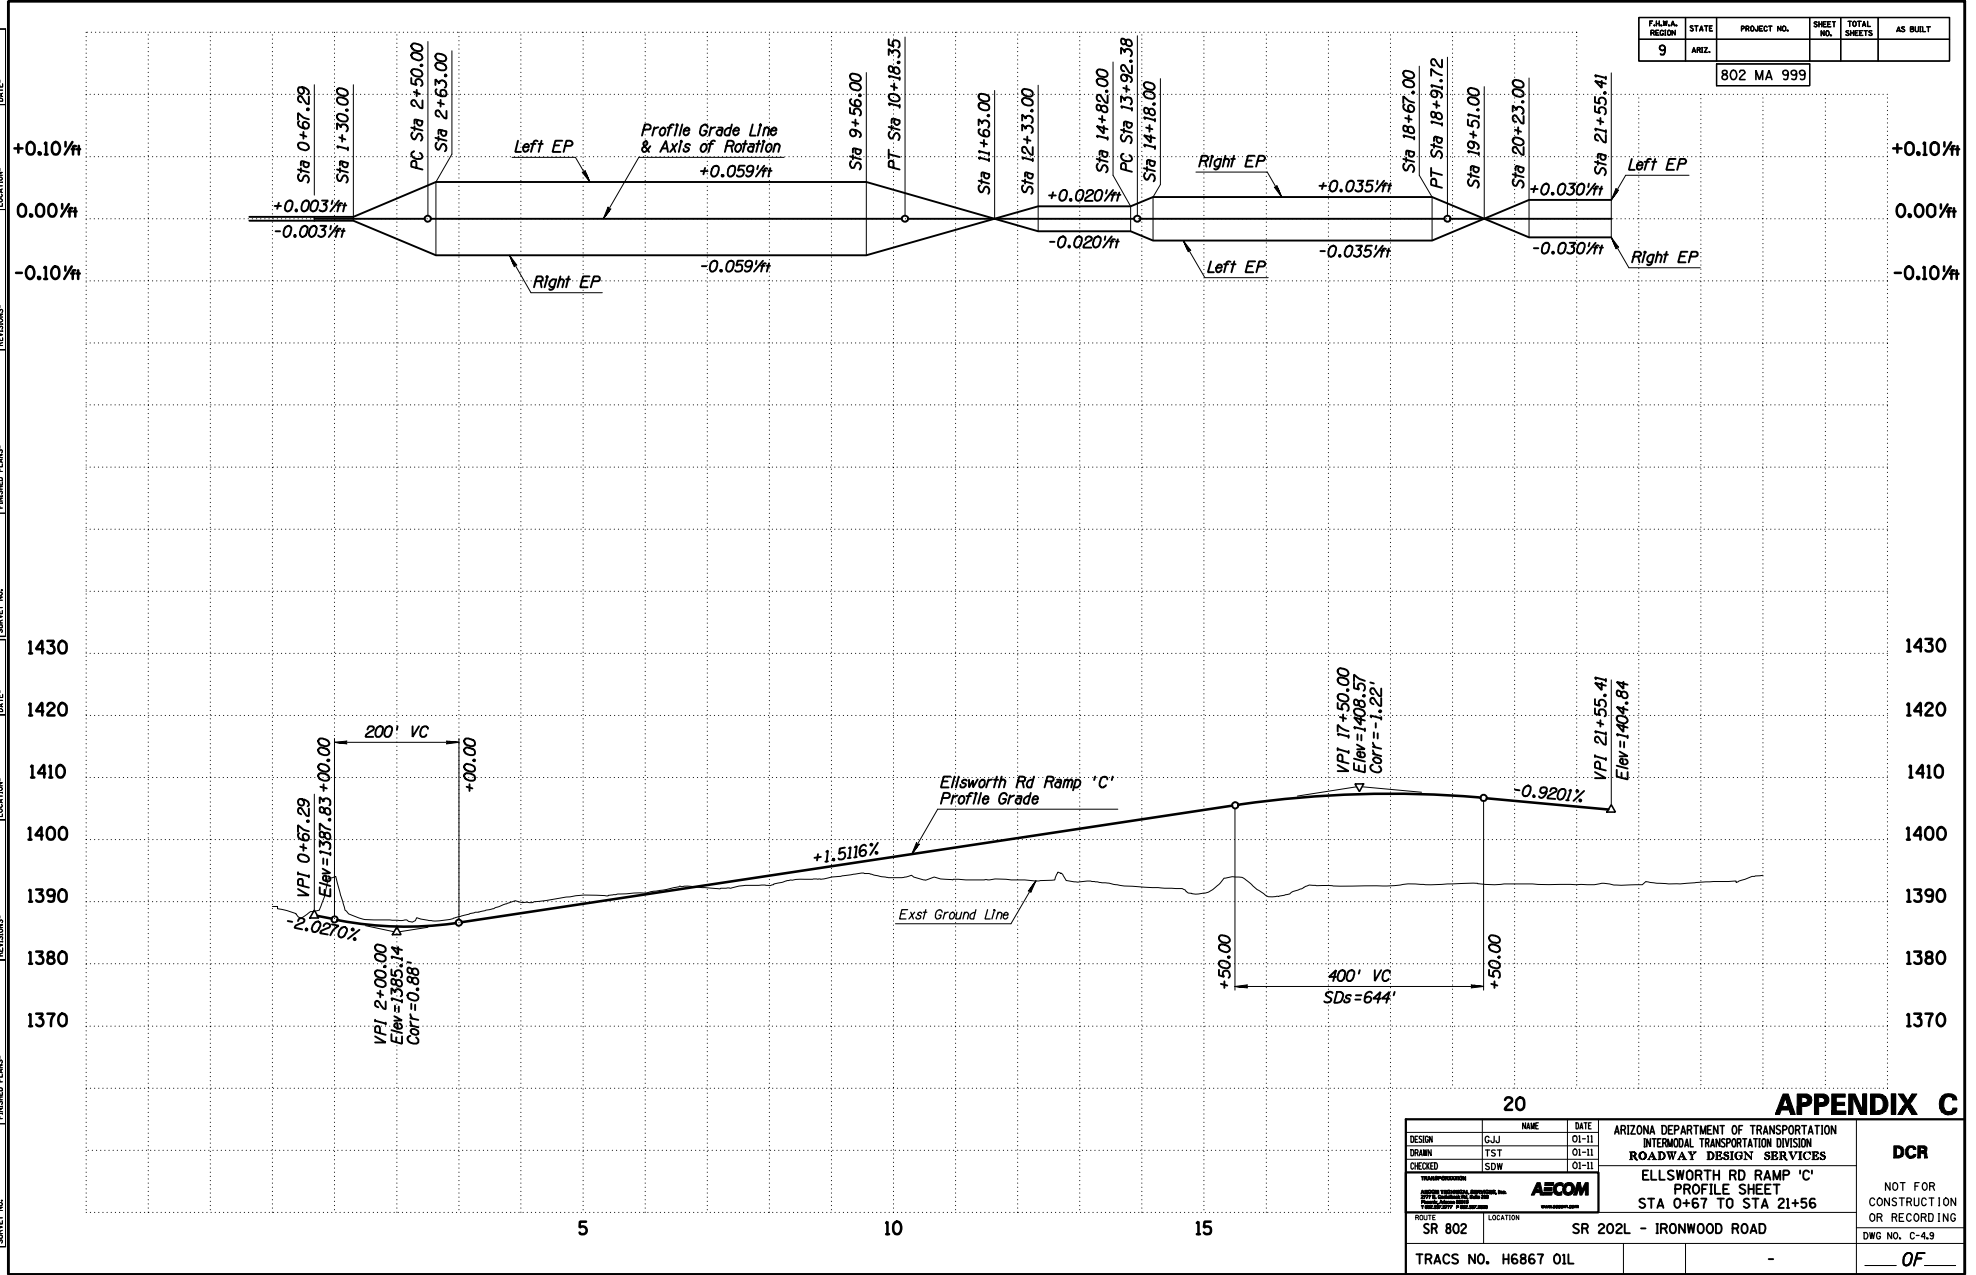 F.H.W.A. REGION STATE PROJECT NO. SHEET NO. TOTAL SHEETS AS BUILT
9 ARIZ.
802 MA 999
Sta 0+67.29
Sta 1+30.00
PC Sta 2+50.00
Sta 2+63.00
Sta 9+56.00
PT Sta 10+18.35
Sta 11+63.00
Sta 12+33.00
Sta 14+82.00
PC Sta 13+92.38
Sta 14+18.00
Sta 18+67.00
PT Sta 18+91.72
Sta 19+51.00
Sta 20+23.00
Sta 21+55.41
+0.10'/ft
0.00'/ft
-0.10'/ft
+0.10'/ft
0.00'/ft
-0.10'/ft
Left EP
Profile Grade Line
& Axis of Rotation
Right EP
Left EP
+0.003'/ft
+0.059'/ft
+0.020'/ft
+0.035'/ft
+0.030'/ft
-0.003'/ft
-0.059'/ft
-0.020'/ft
-0.035'/ft
-0.030'/ft
Right EP
Left EP
Right EP
1430
1420
1410
1400
1390
1380
1370
1430
1420
1410
1400
1390
1380
1370
200' VC
VPI 0+67.29
Elev=1387.83
+00.00
+00.00
-2.0270%
VPI 2+00.00
Elev=1385.14
Corr=0.88'
+1.5116%
Ellsworth Rd Ramp 'C'
Profile Grade
Exst Ground Line
VPI 17+50.00
Elev=1408.57
Corr=-1.22'
-0.9201%
VPI 21+55.41
Elev=1404.84
+50.00
400' VC
SDs=644'
+50.00
5
10
15
20
APPENDIX C
NAME DATE
DESIGN GJJ 01-11
DRAWN TST 01-11
CHECKED SDW 01-11
ARIZONA DEPARTMENT OF TRANSPORTATION
INTERMODAL TRANSPORTATION DIVISION
ROADWAY DESIGN SERVICES
DCR
TRANSPORTATION
AECOM
ELLSWORTH RD RAMP 'C'
PROFILE SHEET
STA 0+67 TO STA 21+56
NOT FOR
CONSTRUCTION
OR RECORDING
ROUTE
SR 802
LOCATION
SR 202L - IRONWOOD ROAD
DWG NO. C-4.9
TRACS NO. H6867 01L
-
OF